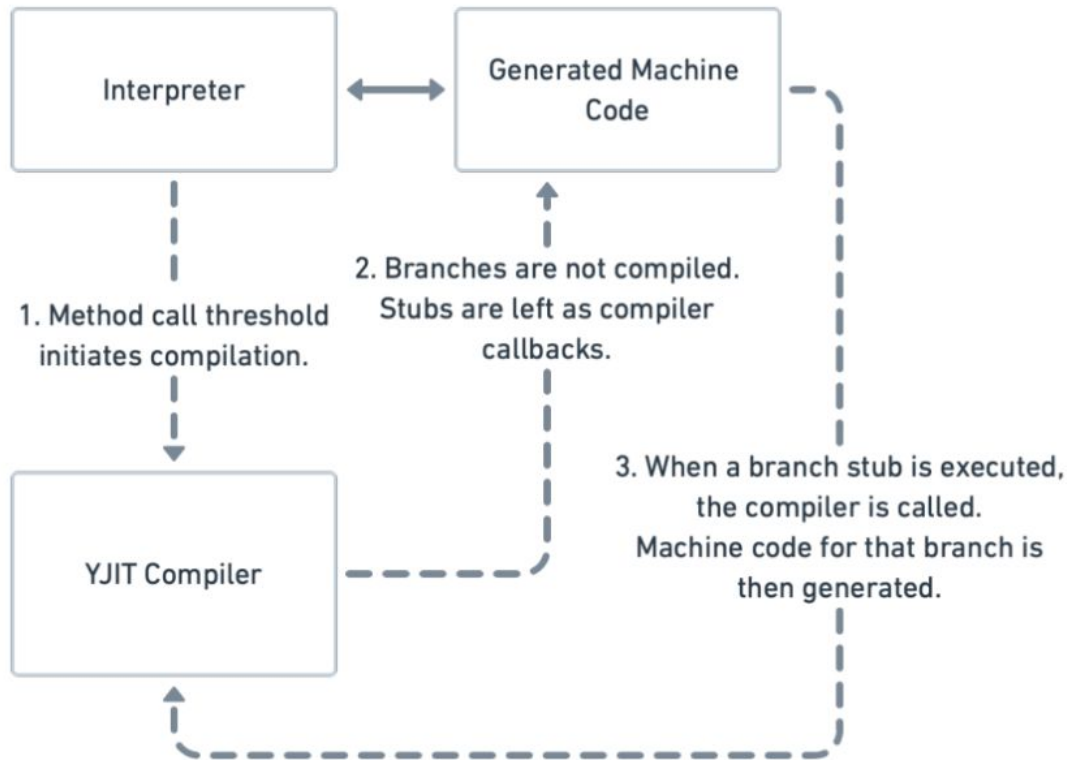 Interpreter
Generated Machine
Code
1. Method call threshold
initiates compilation.
2. Branches are not compiled.
Stubs are left as compiler
callbacks.
YJIT Compiler
3. When a branch stub is executed,
the compiler is called.
Machine code for that branch is
then generated.